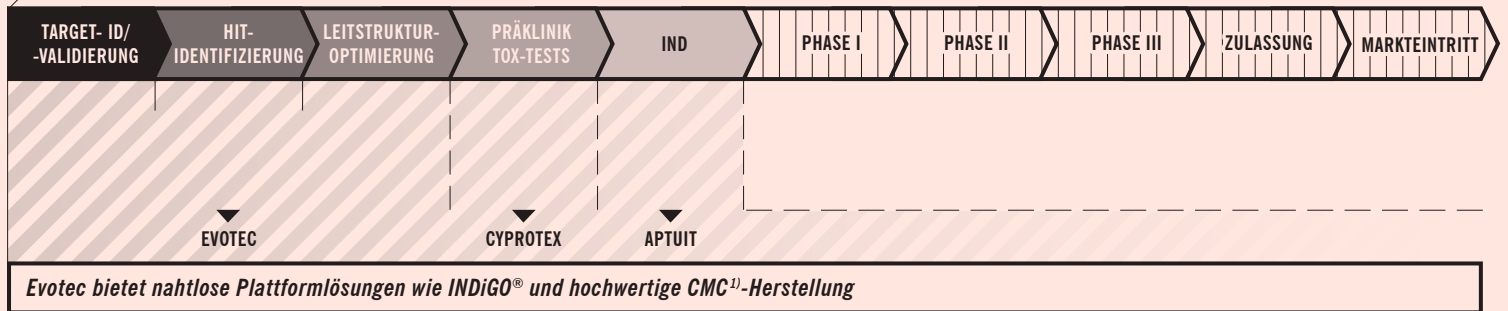 TARGET- ID/
-VALIDIERUNG
HIT-
IDENTIFIZIERUNG
LEITSTRUKTUR-
OPTIMIERUNG
PRÄKLINIK
TOX-TESTS
IND
PHASE I
PHASE II
PHASE III
ZULASSUNG
MARKTEINTRITT
EVOTEC
CYPROTEX
APTUIT
Evotec bietet nahtlose Plattformlösungen wie INDiGO® und hochwertige CMC¹⁾-Herstellung